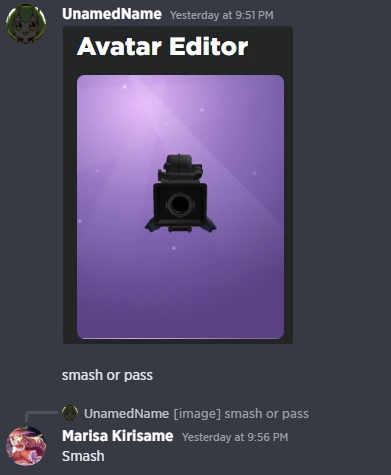 UnamedName Yesterday at 9:51 PM
Avatar Editor
smash or pass
UnamedName [image] smash or pass
Marisa Kirisame Yesterday at 9:56 PM
Smash